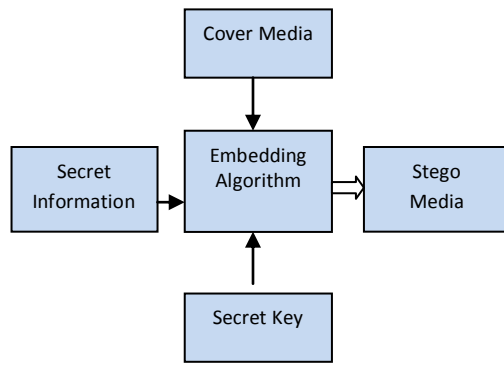 Cover Media
Secret
Information
Embedding
Algorithm
Stego
Media
Secret Key